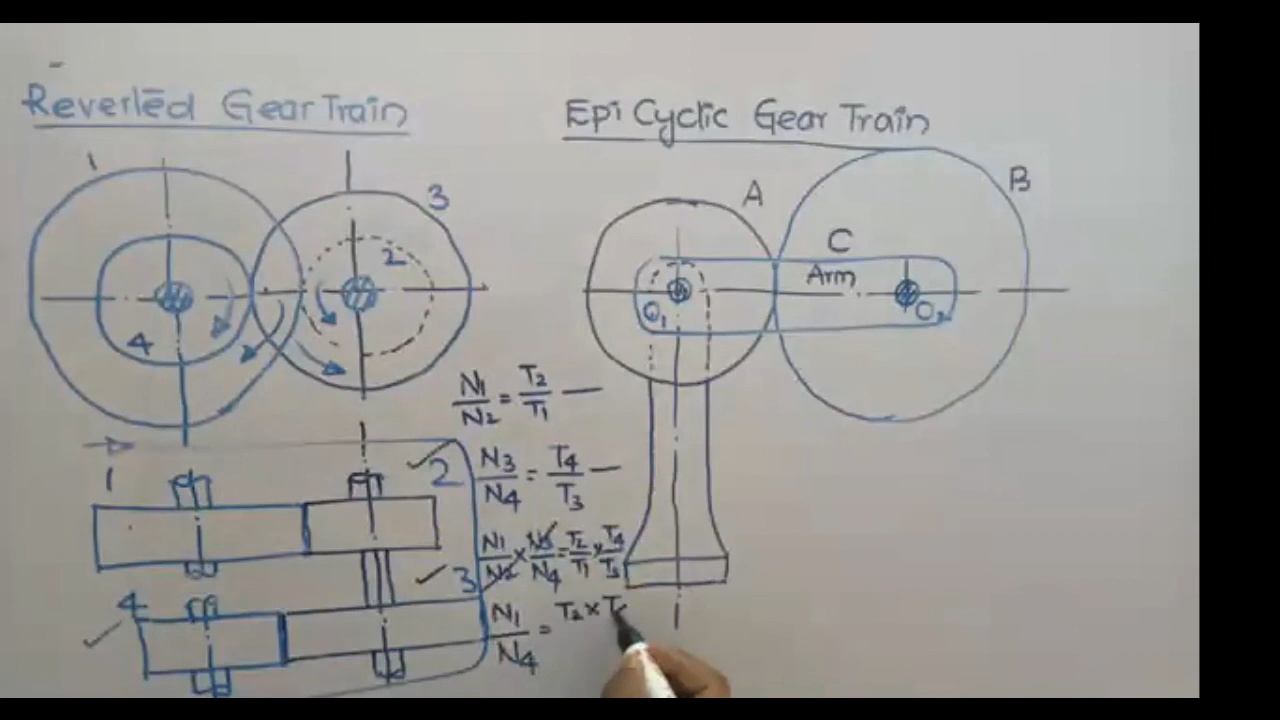 Reverted Gear Train
1
3
2
4
1
2
3
4
N1/N2 = T2/T1 —
N3/N4 = T4/T3 —
N1/N2 × N3/N4 = T2/T1 × T4/T3
N1/N4 = T2 × T
Epi Cyclic Gear Train
A
B
C
Arm
O1
O2